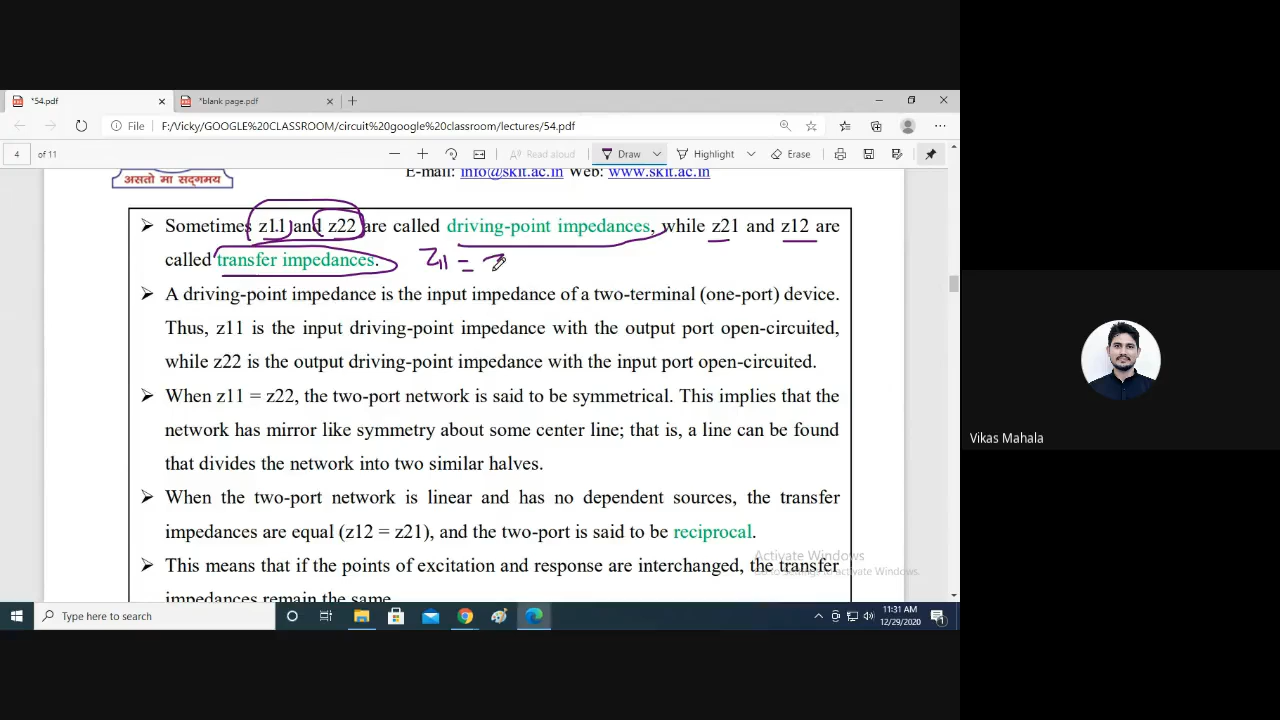 *54.pdf
*blank page.pdf
File F:/Vicky/GOOGLE%20CLASSROOM/circuit%20google%20classroom/lectures/54.pdf
4 of 11 Read aloud Draw Highlight Erase
असतो मा सद्गमय
E-mail: info@skit.ac.in Web: www.skit.ac.in
➢ Sometimes z11 and z22 are called driving-point impedances, while z21 and z12 are
called transfer impedances.
Z11 =
➢ A driving-point impedance is the input impedance of a two-terminal (one-port) device.
Thus, z11 is the input driving-point impedance with the output port open-circuited,
while z22 is the output driving-point impedance with the input port open-circuited.
➢ When z11 = z22, the two-port network is said to be symmetrical. This implies that the
network has mirror like symmetry about some center line; that is, a line can be found
that divides the network into two similar halves.
➢ When the two-port network is linear and has no dependent sources, the transfer
impedances are equal (z12 = z21), and the two-port is said to be reciprocal.
➢ This means that if the points of excitation and response are interchanged, the transfer
impedances remain the same.
Activate Windows
Go to Settings to activate Windows.
Type here to search
11:31 AM
12/29/2020
Vikas Mahala